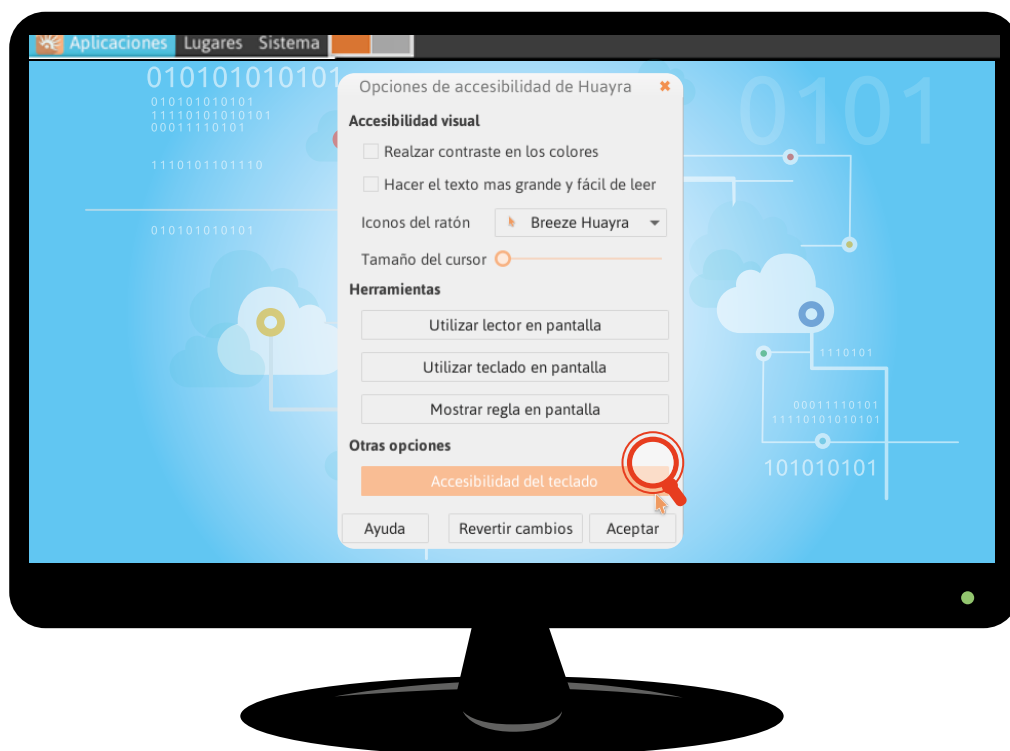 Aplicaciones Lugares Sistema
010101010101
010101010101
11110101010101
00011110101
1110101101110
010101010101
0101
Opciones de accesibilidad de Huayra
Accesibilidad visual
Realzar contraste en los colores
Hacer el texto mas grande y fácil de leer
Iconos del ratón Breeze Huayra
Tamaño del cursor
Herramientas
Utilizar lector en pantalla
Utilizar teclado en pantalla
Mostrar regla en pantalla
Otras opciones
Accesibilidad del teclado
Ayuda Revertir cambios Aceptar
1110101
00011110101
11110101010101
101010101